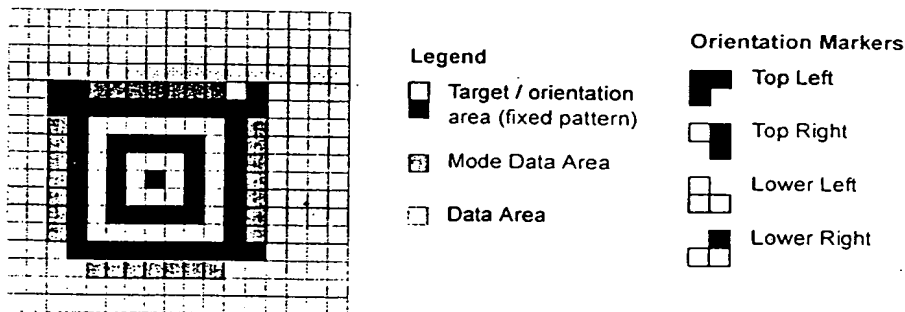 Legend
Target / orientation
area (fixed pattern)
Mode Data Area
Data Area
Orientation Markers
Top Left
Top Right
Lower Left
Lower Right